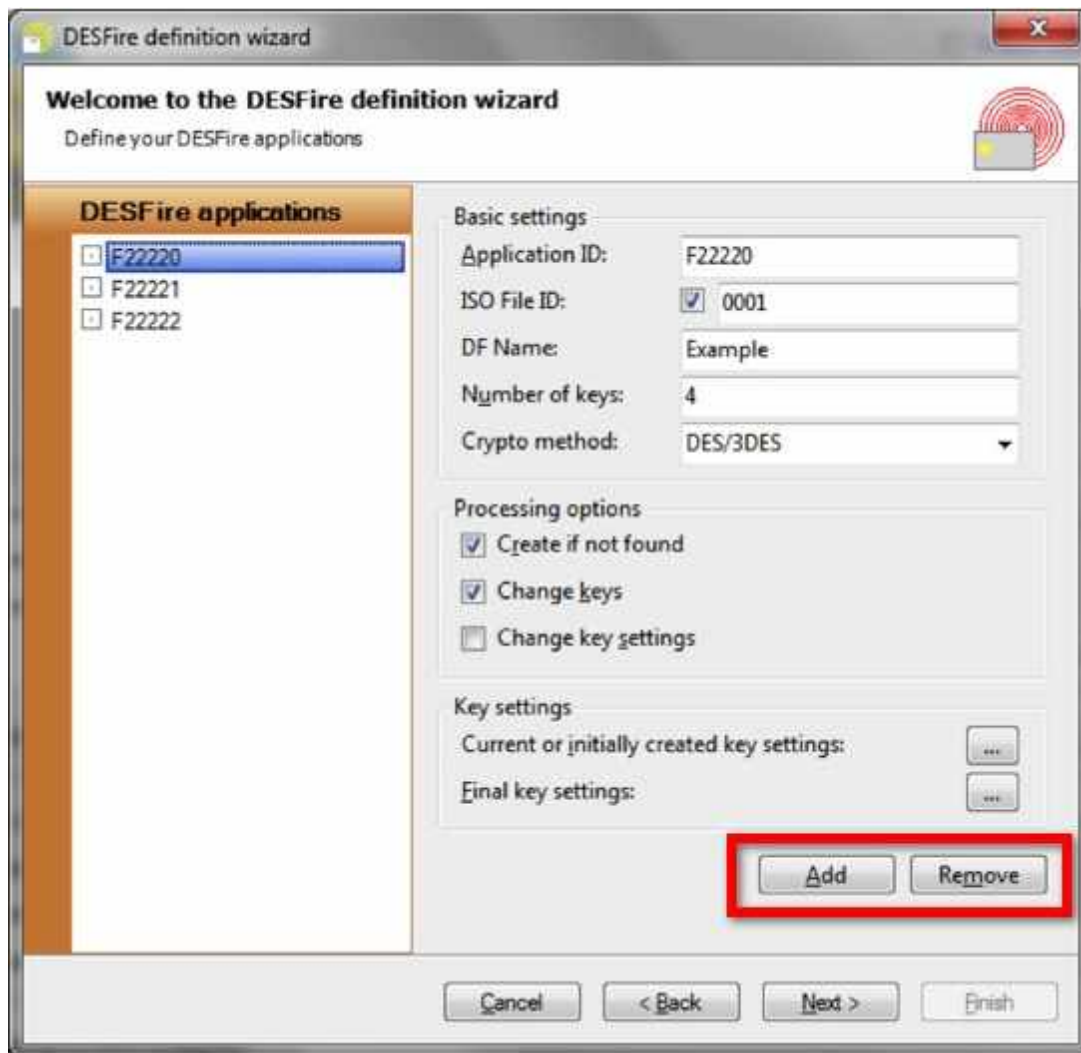 DESFire definition wizard
Welcome to the DESFire definition wizard
Define your DESFire applications
DESFire applications
F22220
F22221
F22222
Basic settings
Application ID: F22220
ISO File ID: 0001
DF Name: Example
Number of keys: 4
Crypto method: DES/3DES
Processing options
Create if not found
Change keys
Change key settings
Key settings
Current or initially created key settings: ...
Final key settings: ...
Add Remove
Cancel < Back Next > Finish